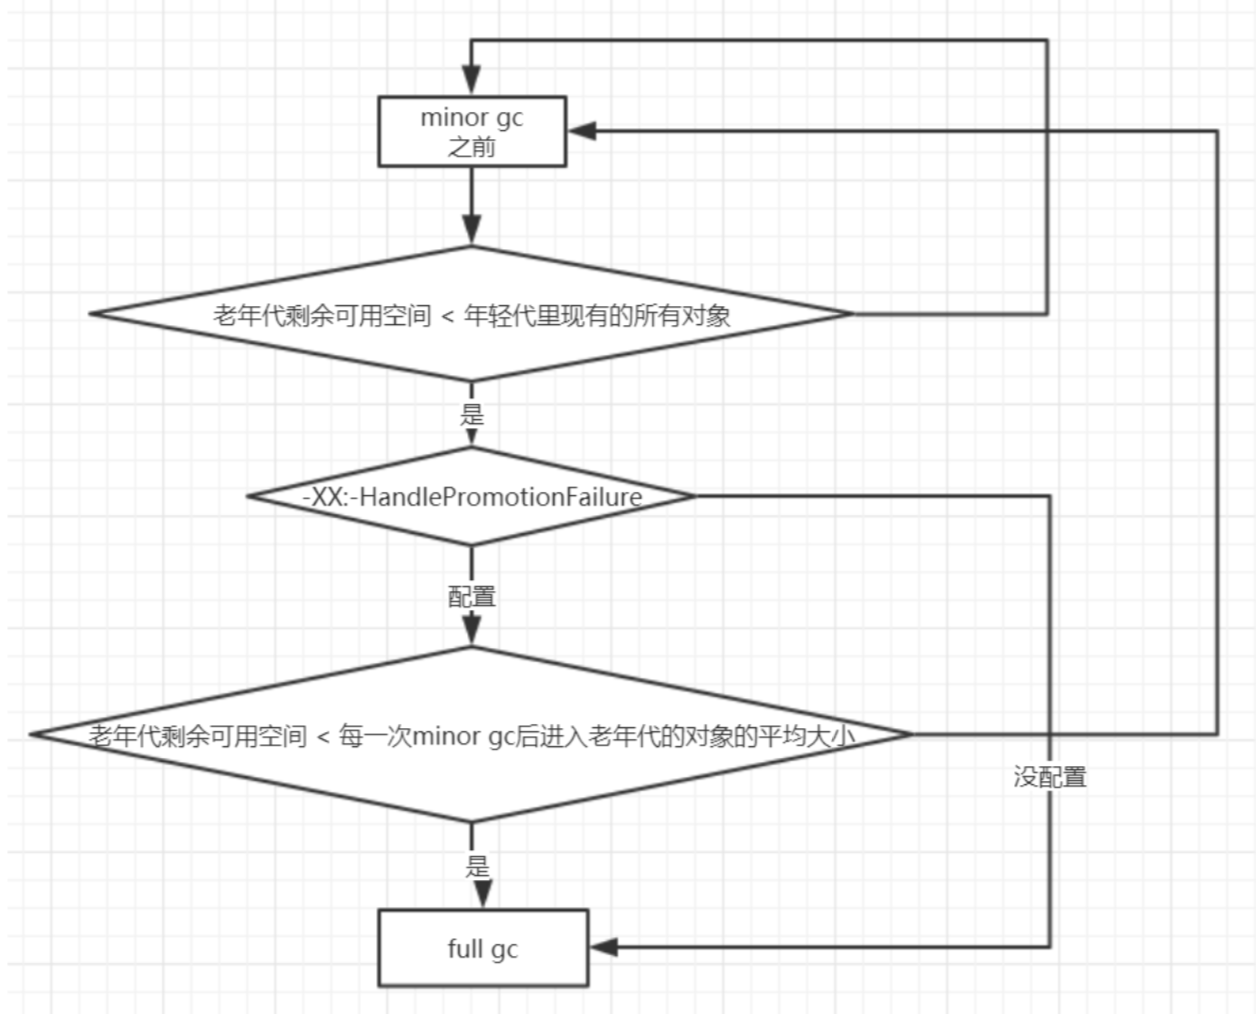 minor gc
之前
老年代剩余可用空间 < 年轻代里现有的所有对象
是
-XX:-HandlePromotionFailure
配置
老年代剩余可用空间 < 每一次minor gc后进入老年代的对象的平均大小
没配置
是
full gc